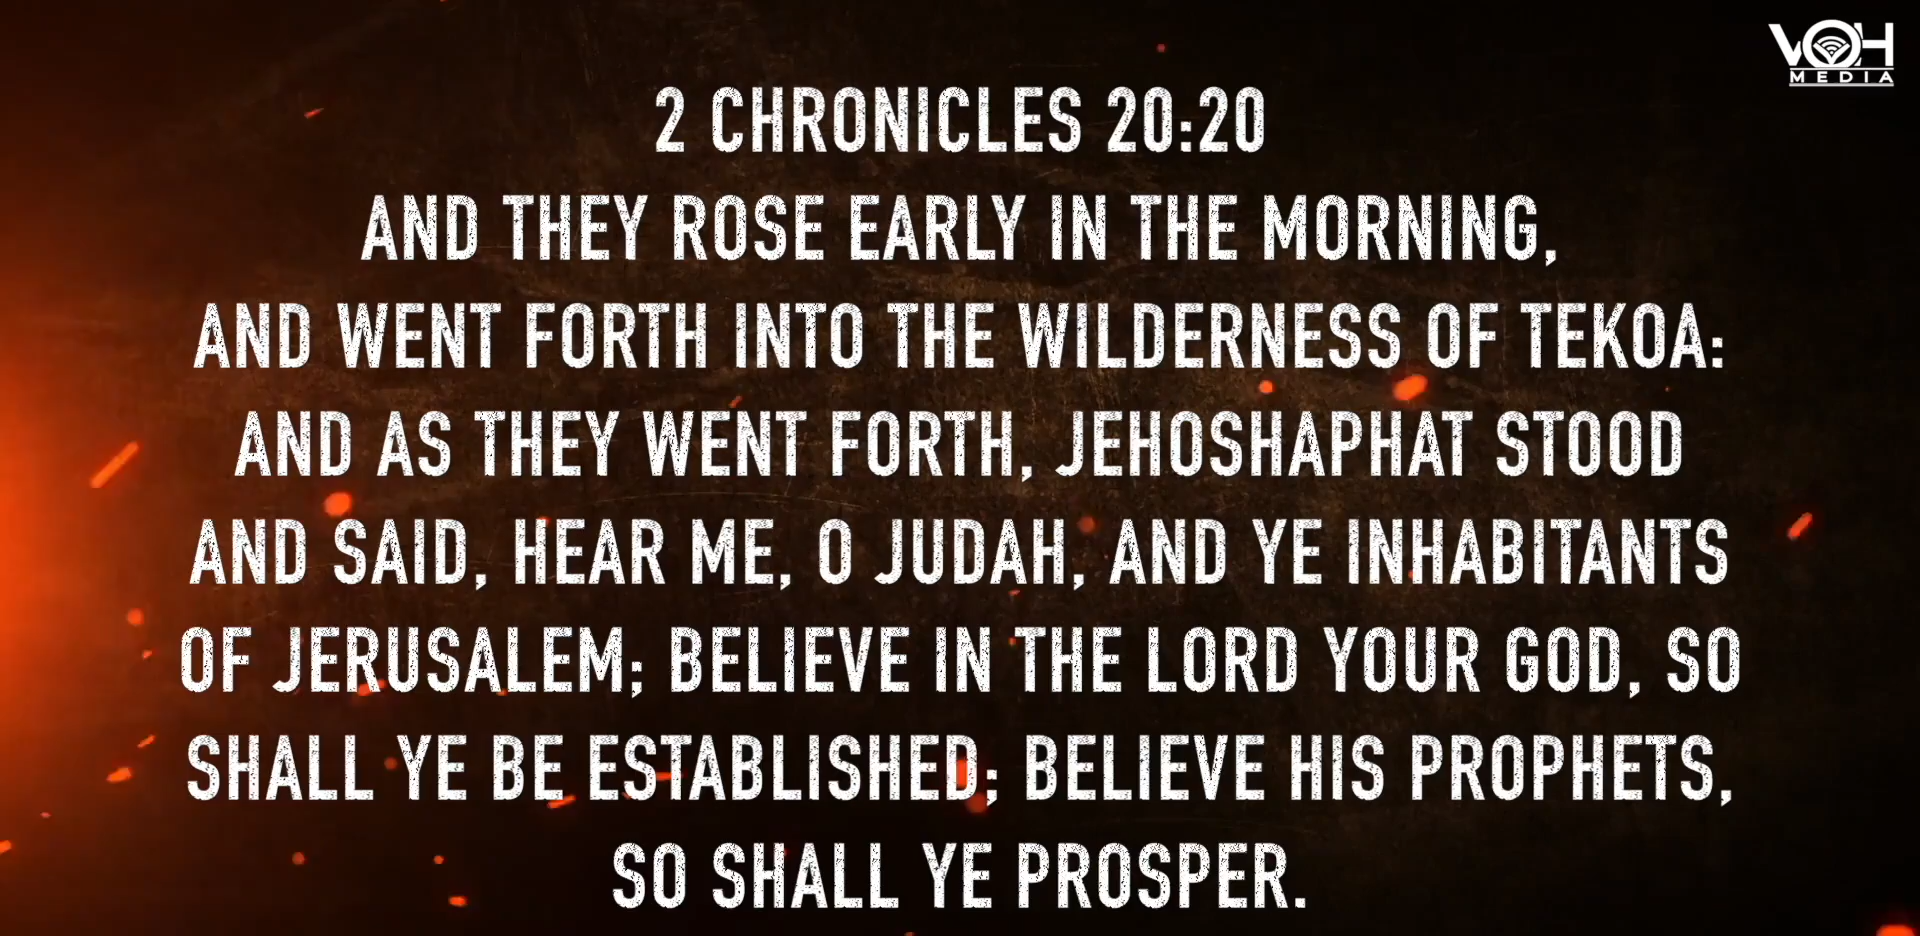 VOH
MEDIA
2 CHRONICLES 20:20
AND THEY ROSE EARLY IN THE MORNING,
AND WENT FORTH INTO THE WILDERNESS OF TEKOA:
AND AS THEY WENT FORTH, JEHOSHAPHAT STOOD
AND SAID, HEAR ME, O JUDAH, AND YE INHABITANTS
OF JERUSALEM; BELIEVE IN THE LORD YOUR GOD, SO
SHALL YE BE ESTABLISHED; BELIEVE HIS PROPHETS,
SO SHALL YE PROSPER.